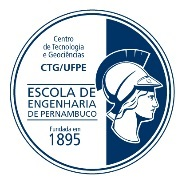 Centro
de Tecnologia
e Geociências
CTG/UFPE
ESCOLA DE
ENGENHARIA
DE PERNAMBUCO
Fundada em
1895